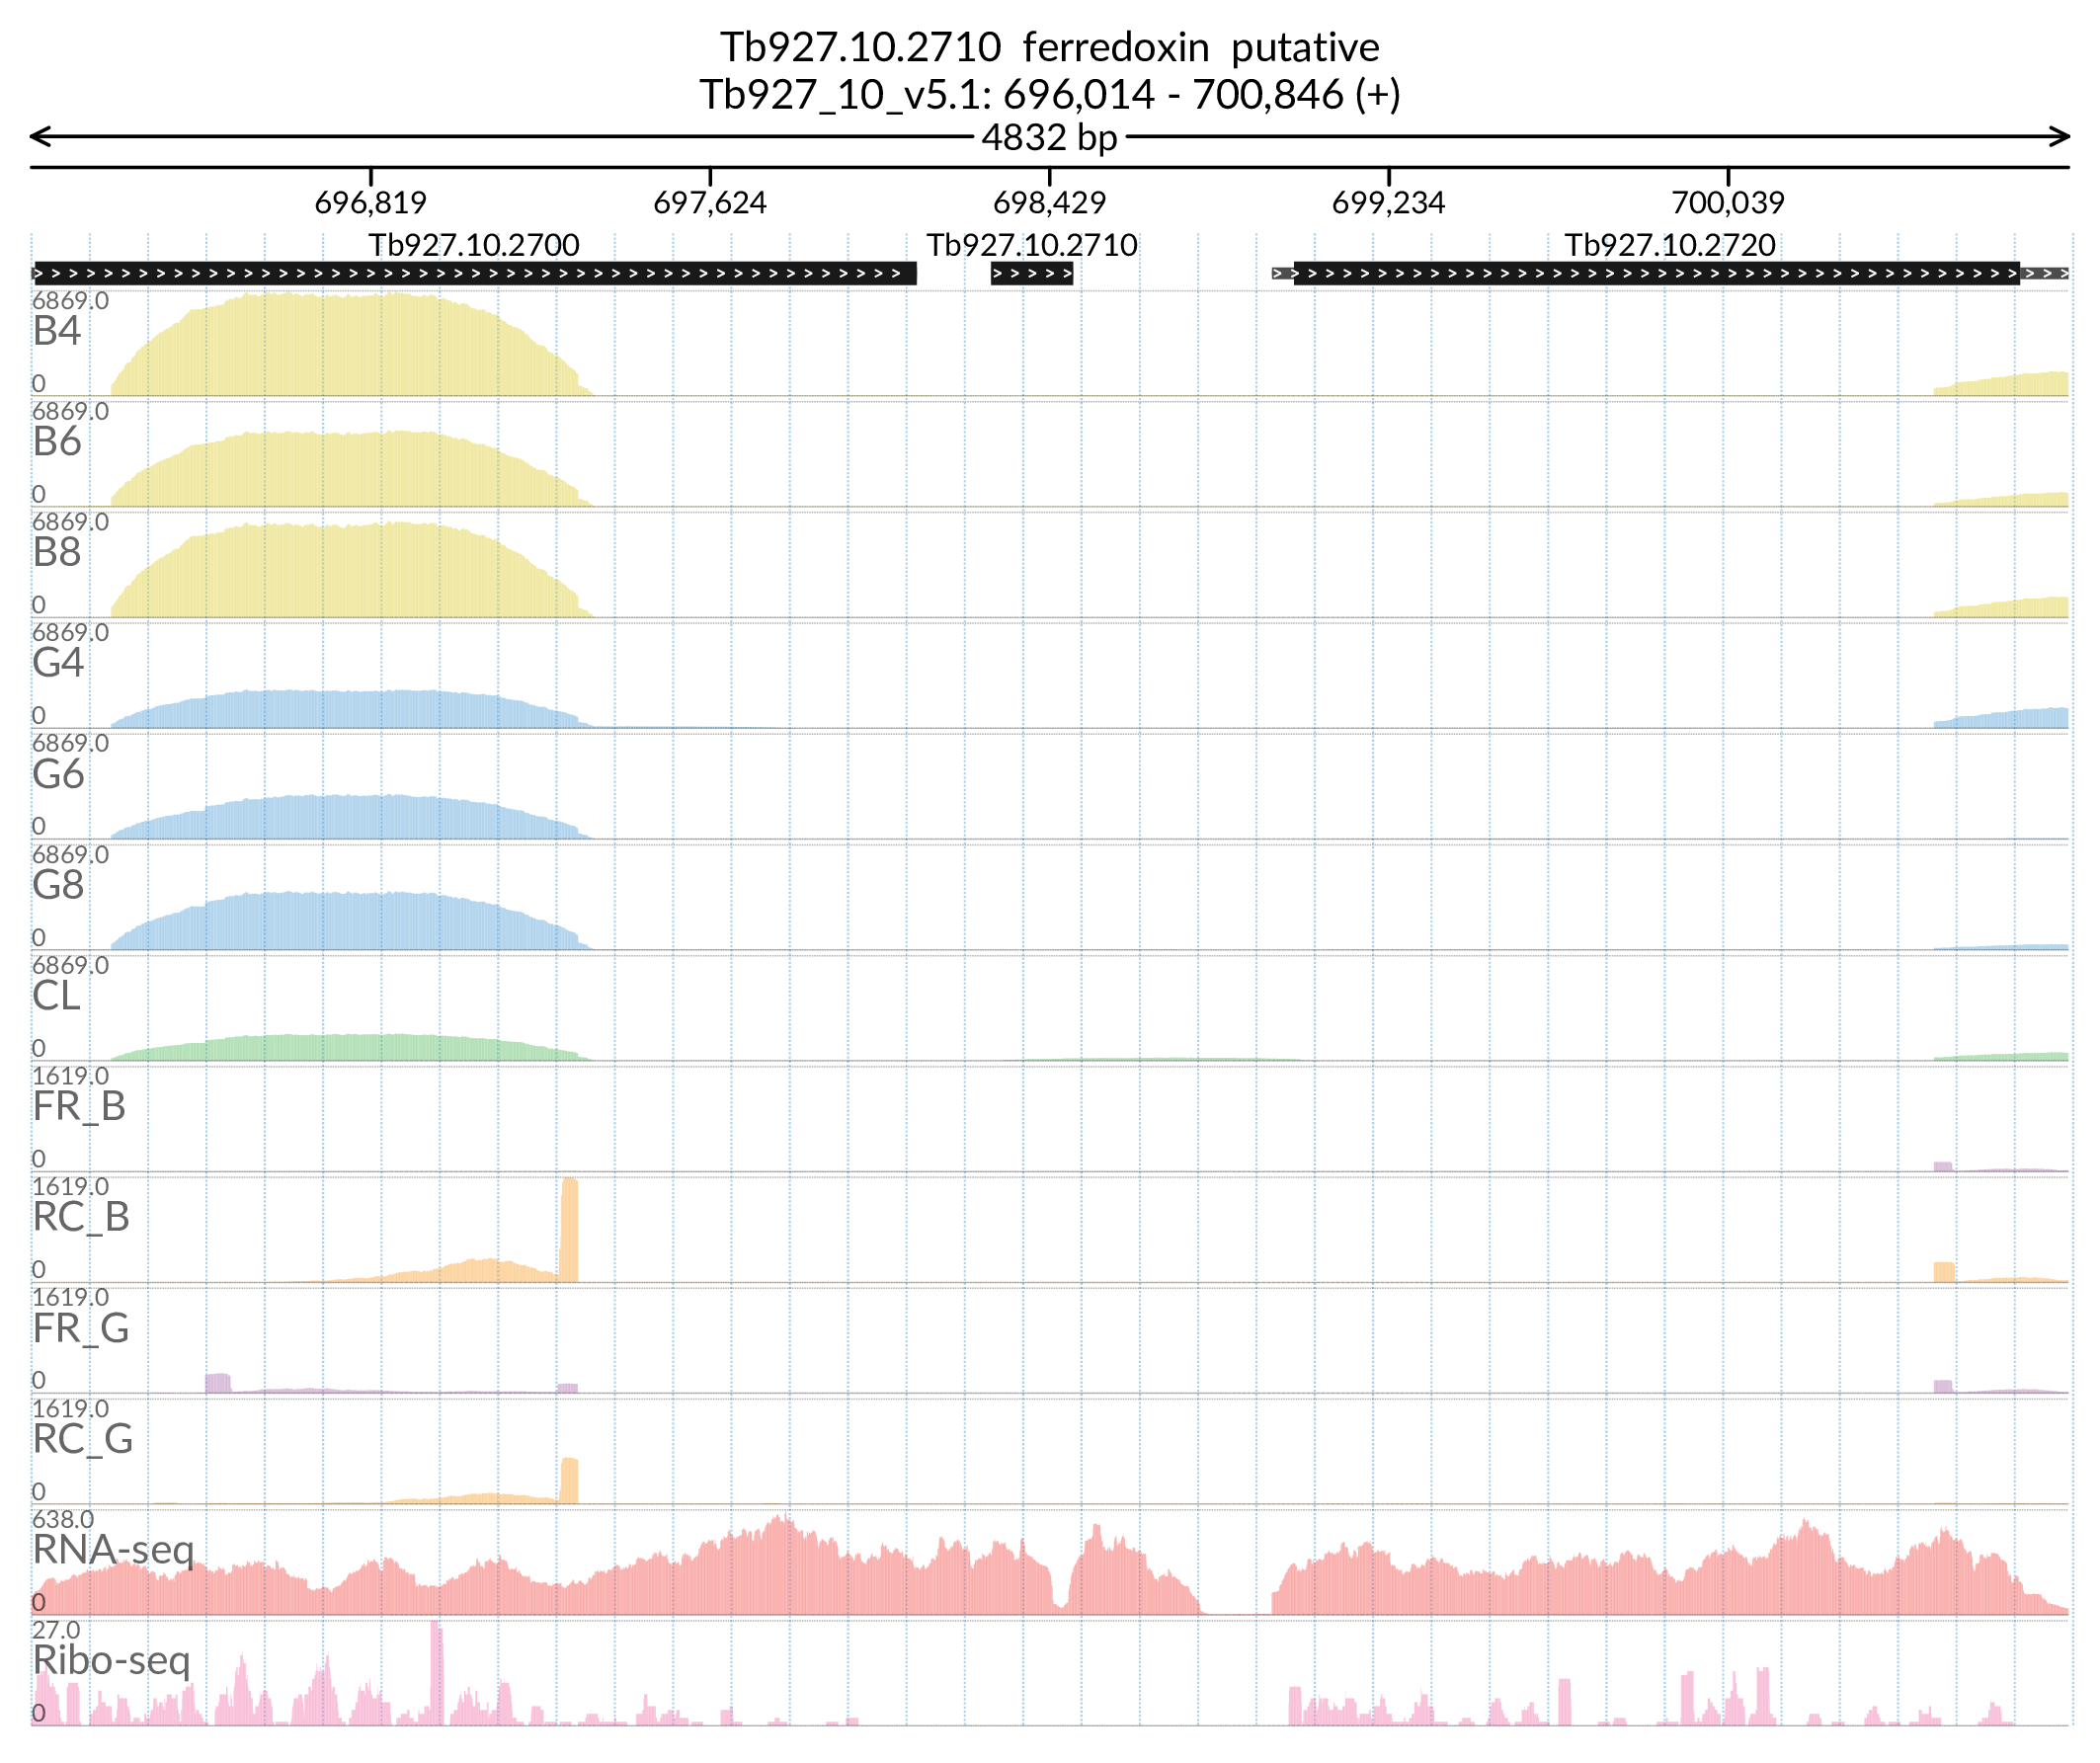 Tb927.10.2710 ferredoxin putative
Tb927_10_v5.1: 696,014 - 700,846 (+)
4832 bp
696,819 697,624 698,429 699,234 700,039
Tb927.10.2700 Tb927.10.2710 Tb927.10.2720
6869.0
B4
0
6869.0
B6
0
6869.0
B8
0
6869.0
G4
0
6869.0
G6
0
6869.0
G8
0
6869.0
CL
0
1619.0
FR_B
0
1619.0
RC_B
0
1619.0
FR_G
0
1619.0
RC_G
0
638.0
RNA-seq
0
27.0
Ribo-seq
0